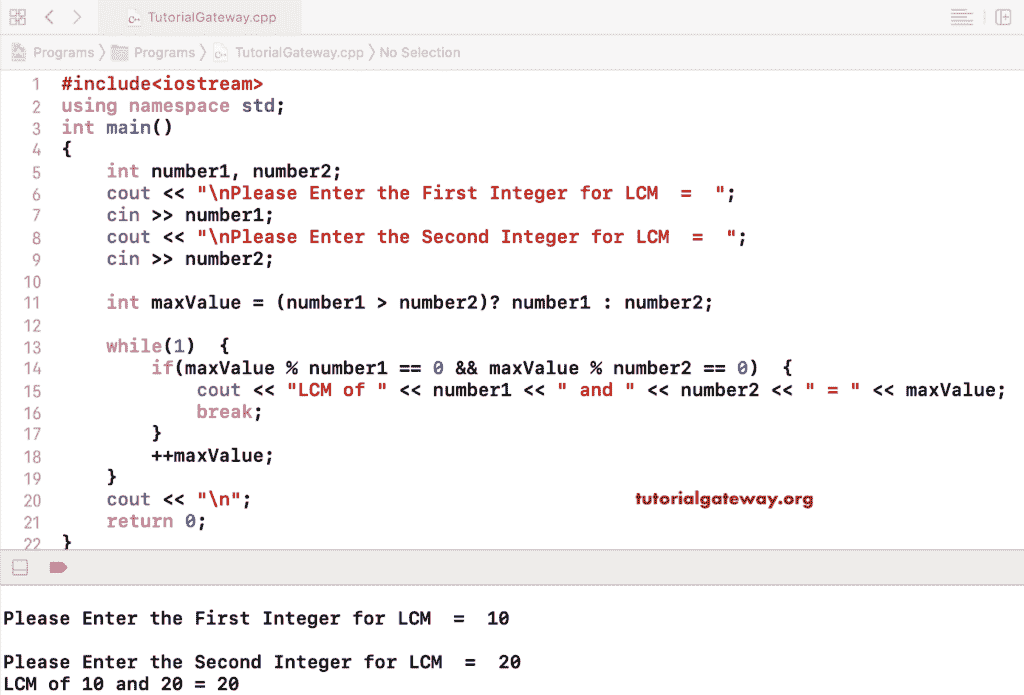 TutorialGateway.cpp
Programs 〉 Programs 〉 TutorialGateway.cpp 〉 No Selection
1 #include<iostream>
2 using namespace std;
3 int main()
4 {
5     int number1, number2;
6     cout << "\nPlease Enter the First Integer for LCM  =  ";
7     cin >> number1;
8     cout << "\nPlease Enter the Second Integer for LCM  =  ";
9     cin >> number2;
10
11     int maxValue = (number1 > number2)? number1 : number2;
12
13     while(1)  {
14         if(maxValue % number1 == 0 && maxValue % number2 == 0)  {
15             cout << "LCM of " << number1 << " and " << number2 << " = " << maxValue;
16             break;
17         }
18         ++maxValue;
19     }
20     cout << "\n";
tutorialgateway.org
21     return 0;
22 }
Please Enter the First Integer for LCM  =  10
Please Enter the Second Integer for LCM  =  20
LCM of 10 and 20 = 20